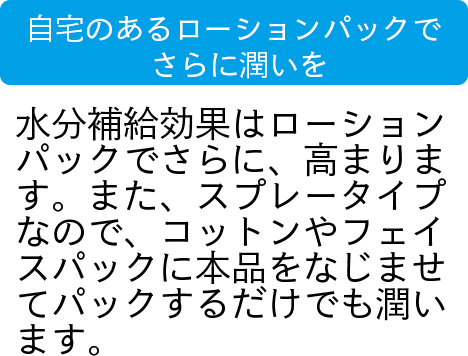 自宅のあるローションパックで
さらに潤いを
水分補給効果はローション
パックでさらに、高まりま
す。また、スプレータイプ
なので、コットンやフェイ
スパックに本品をなじませ
てパックするだけでも潤い
ます。